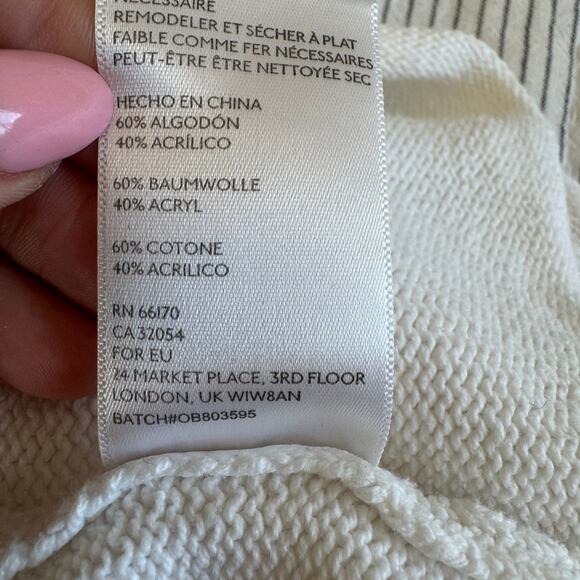 NÉCESSAIRE
REMODELER ET SÉCHER À PLAT
FAIBLE COMME FER NÉCESSAIRES
PEUT-ÊTRE ÊTRE NETTOYÉE SEC
HECHO EN CHINA
60% ALGODÓN
40% ACRÍLICO
60% BAUMWOLLE
40% ACRYL
60% COTONE
40% ACRILICO
RN 66170
CA 32054
FOR EU
24 MARKET PLACE, 3RD FLOOR
LONDON, UK W1W8AN
BATCH#OB803595